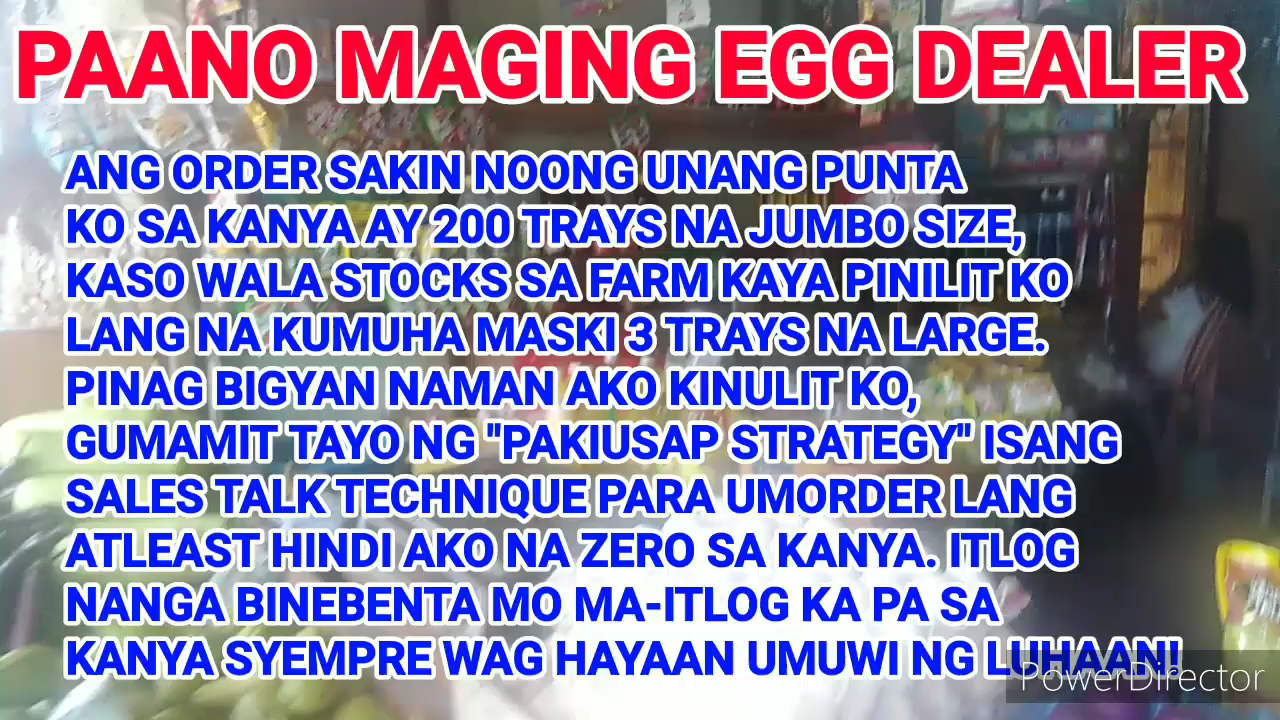 PAANO MAGING EGG DEALER
ANG ORDER SAKIN NOONG UNANG PUNTA
KO SA KANYA AY 200 TRAYS NA JUMBO SIZE,
KASO WALA STOCKS SA FARM KAYA PINILIT KO
LANG NA KUMUHA MASKI 3 TRAYS NA LARGE.
PINAG BIGYAN NAMAN AKO KINULIT KO,
GUMAMIT TAYO NG "PAKIUSAP STRATEGY" ISANG
SALES TALK TECHNIQUE PARA UMORDER LANG
ATLEAST HINDI AKO NA ZERO SA KANYA. ITLOG
NANGA BINEBENTA MO MA-ITLOG KA PA SA
KANYA SYEMPRE WAG HAYAAN UMUWI NG LUHAAN!
PowerDirector